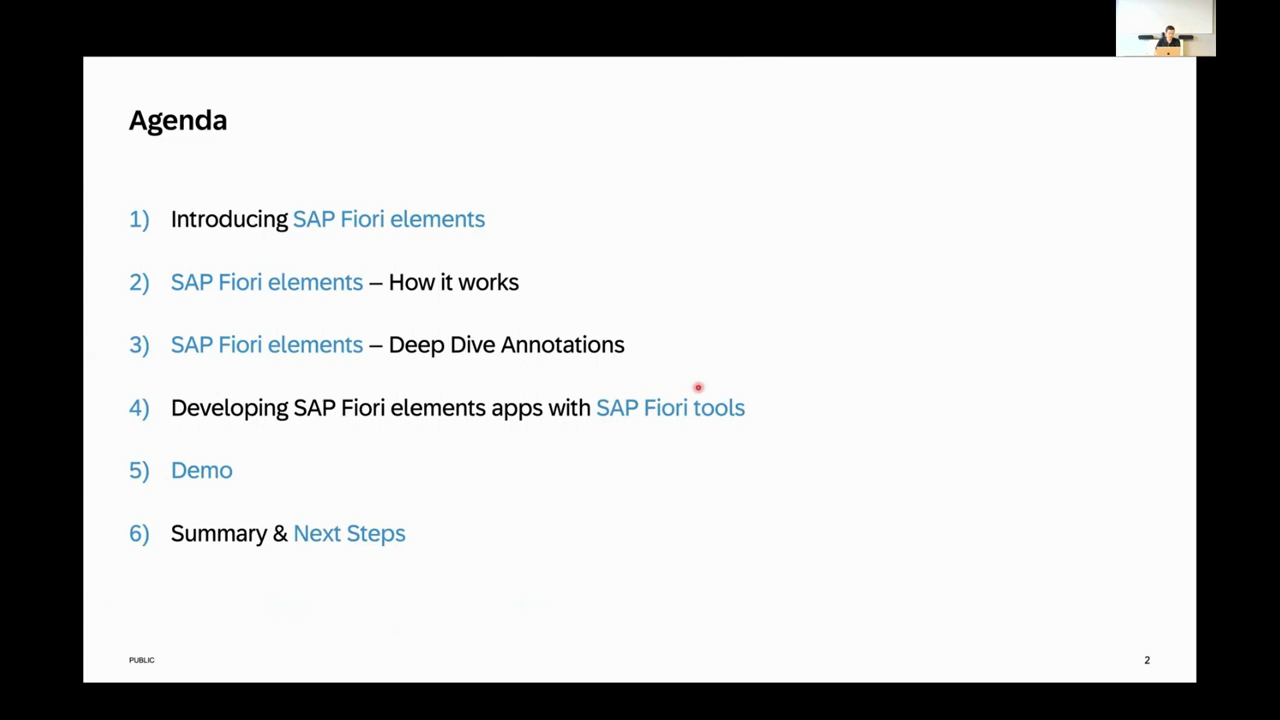 Agenda
1) Introducing SAP Fiori elements
2) SAP Fiori elements – How it works
3) SAP Fiori elements – Deep Dive Annotations
4) Developing SAP Fiori elements apps with SAP Fiori tools
5) Demo
6) Summary & Next Steps
PUBLIC
2